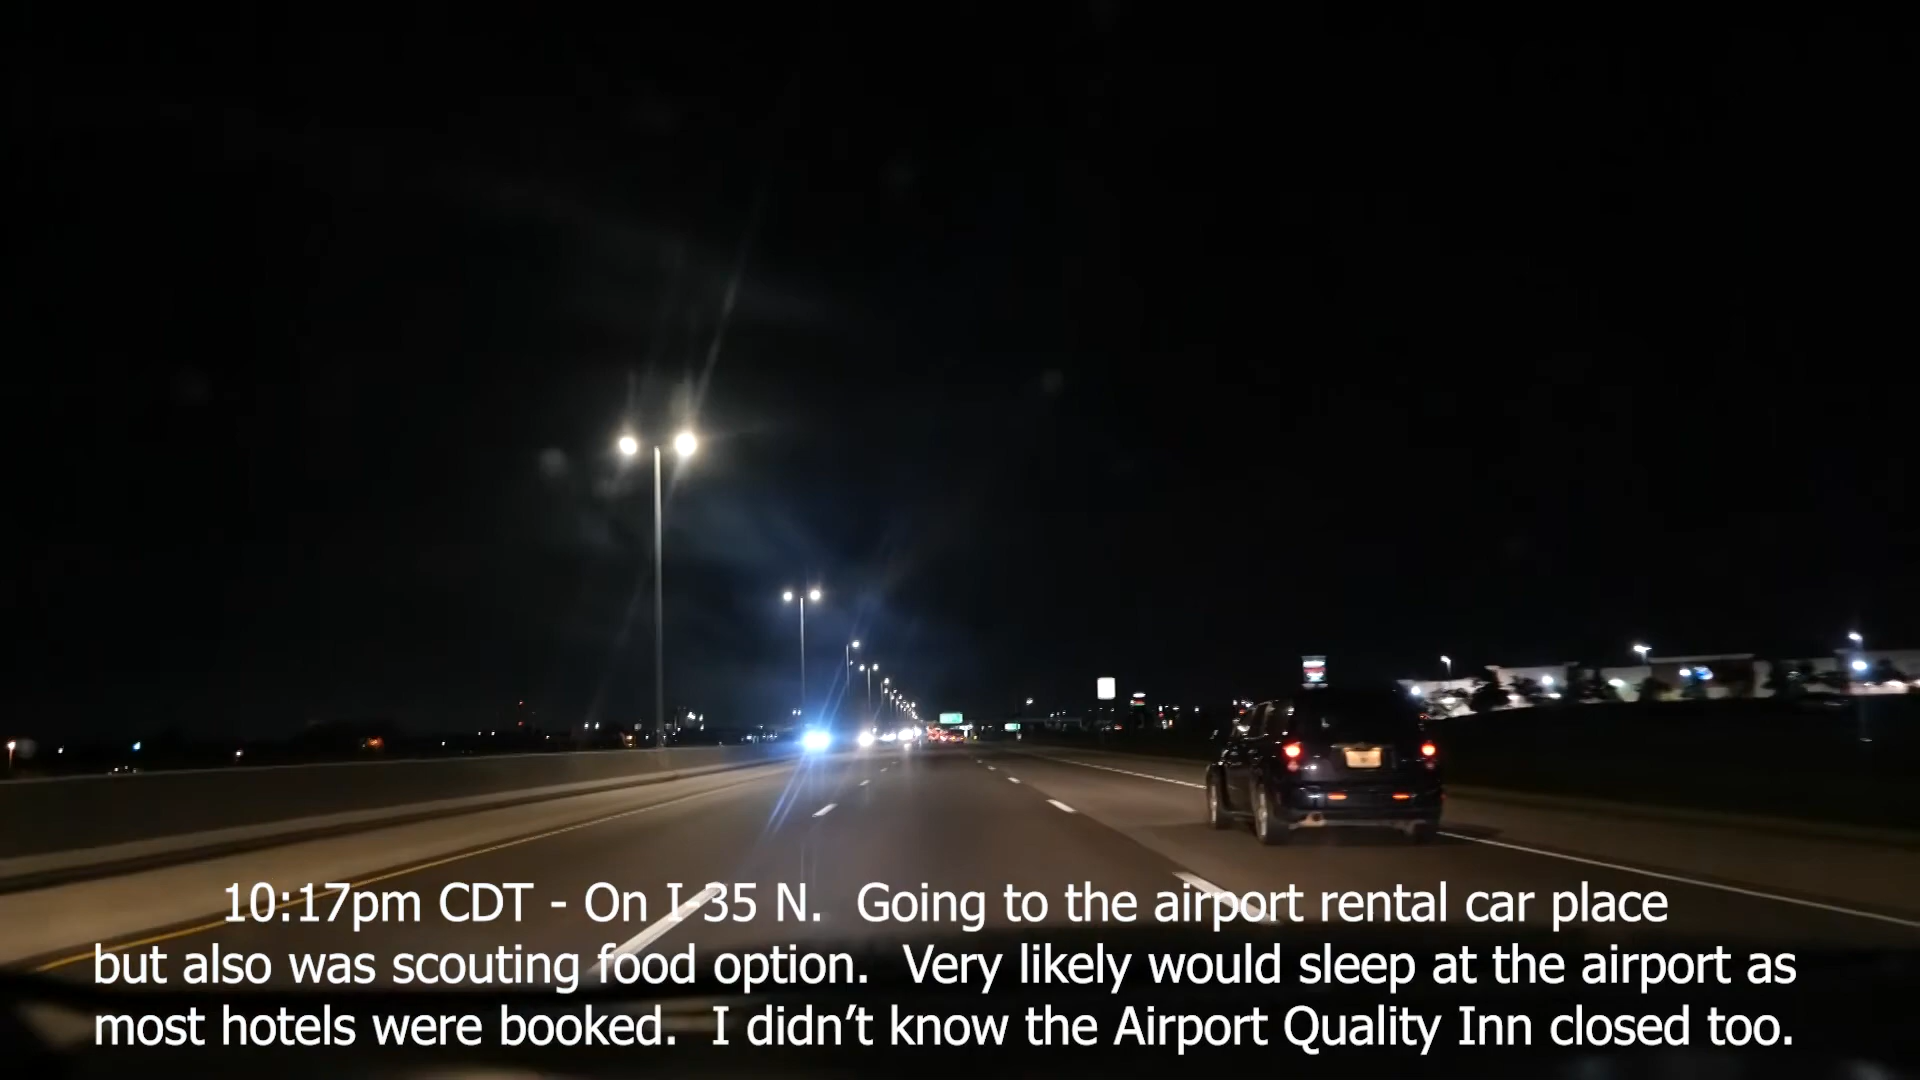 10:17pm CDT - On I-35 N.  Going to the airport rental car place
but also was scouting food option.  Very likely would sleep at the airport as
most hotels were booked.  I didn’t know the Airport Quality Inn closed too.